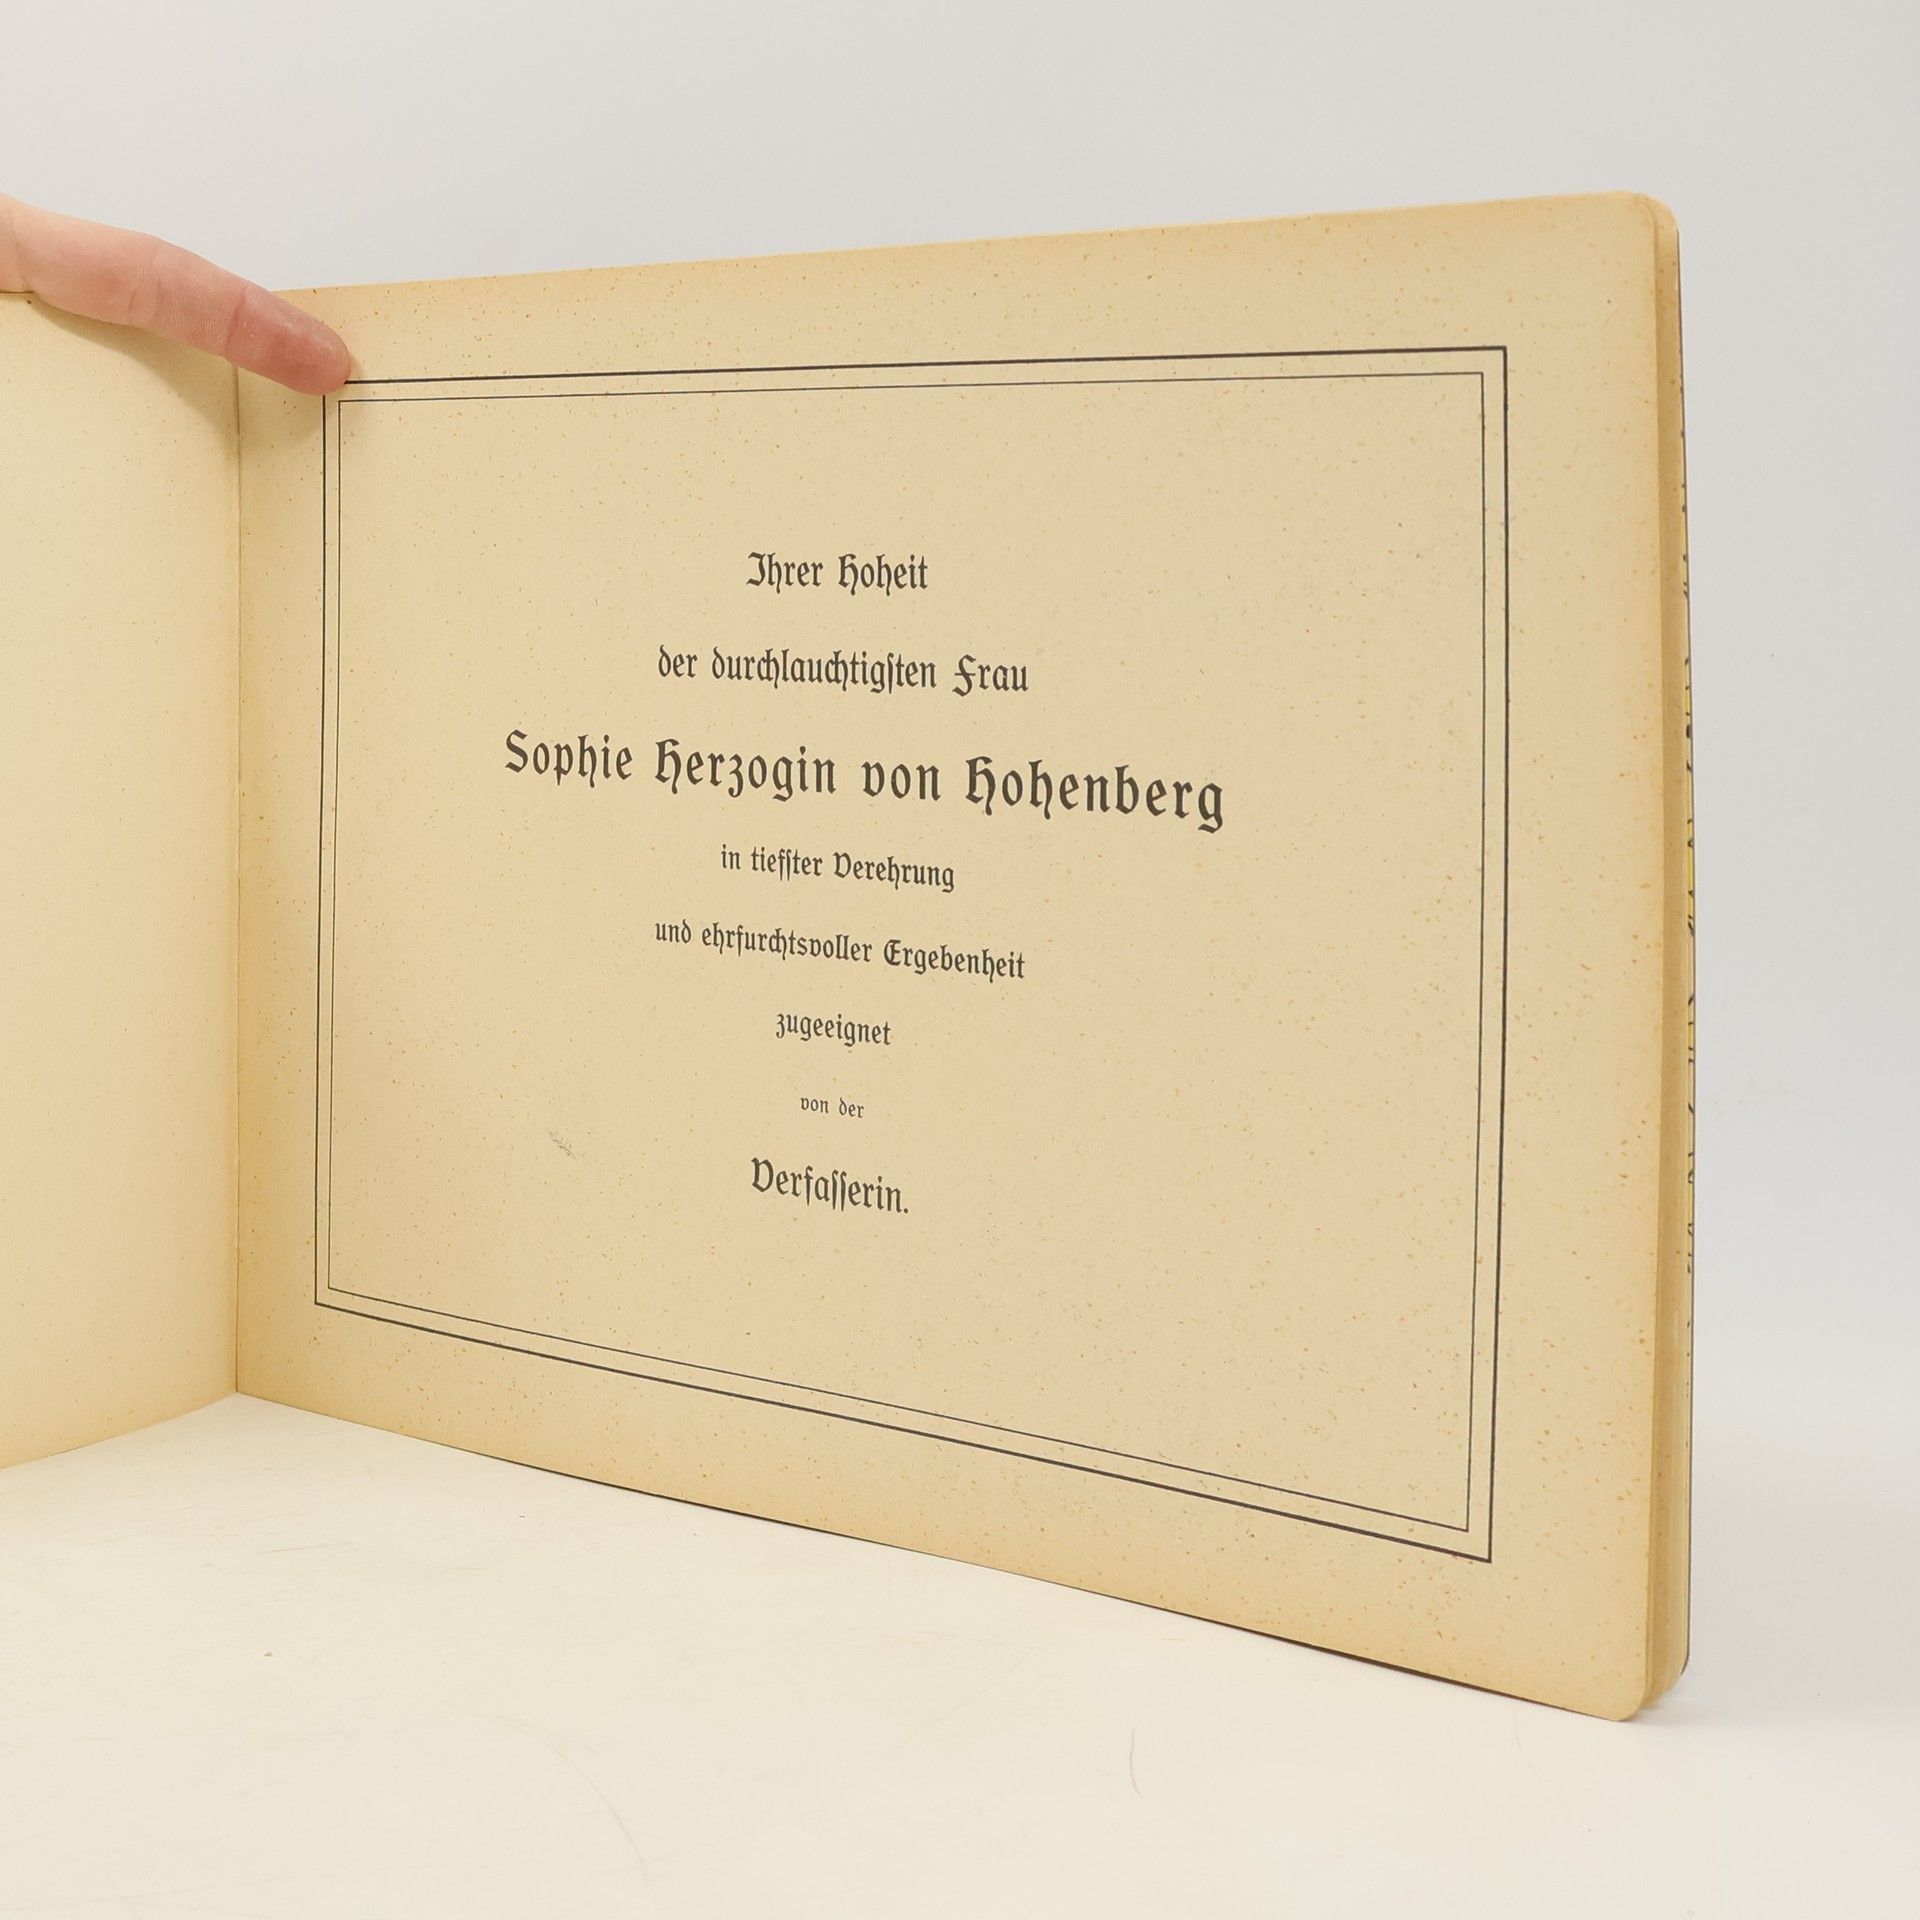 Ihrer Hoheit
der durchlauchtigſten Frau
Sophie Herzogin von Hohenberg
in tiefſter Verehrung
und ehrfurchtsvoller Ergebenheit
zugeeignet
von der
Verfaſſerin.